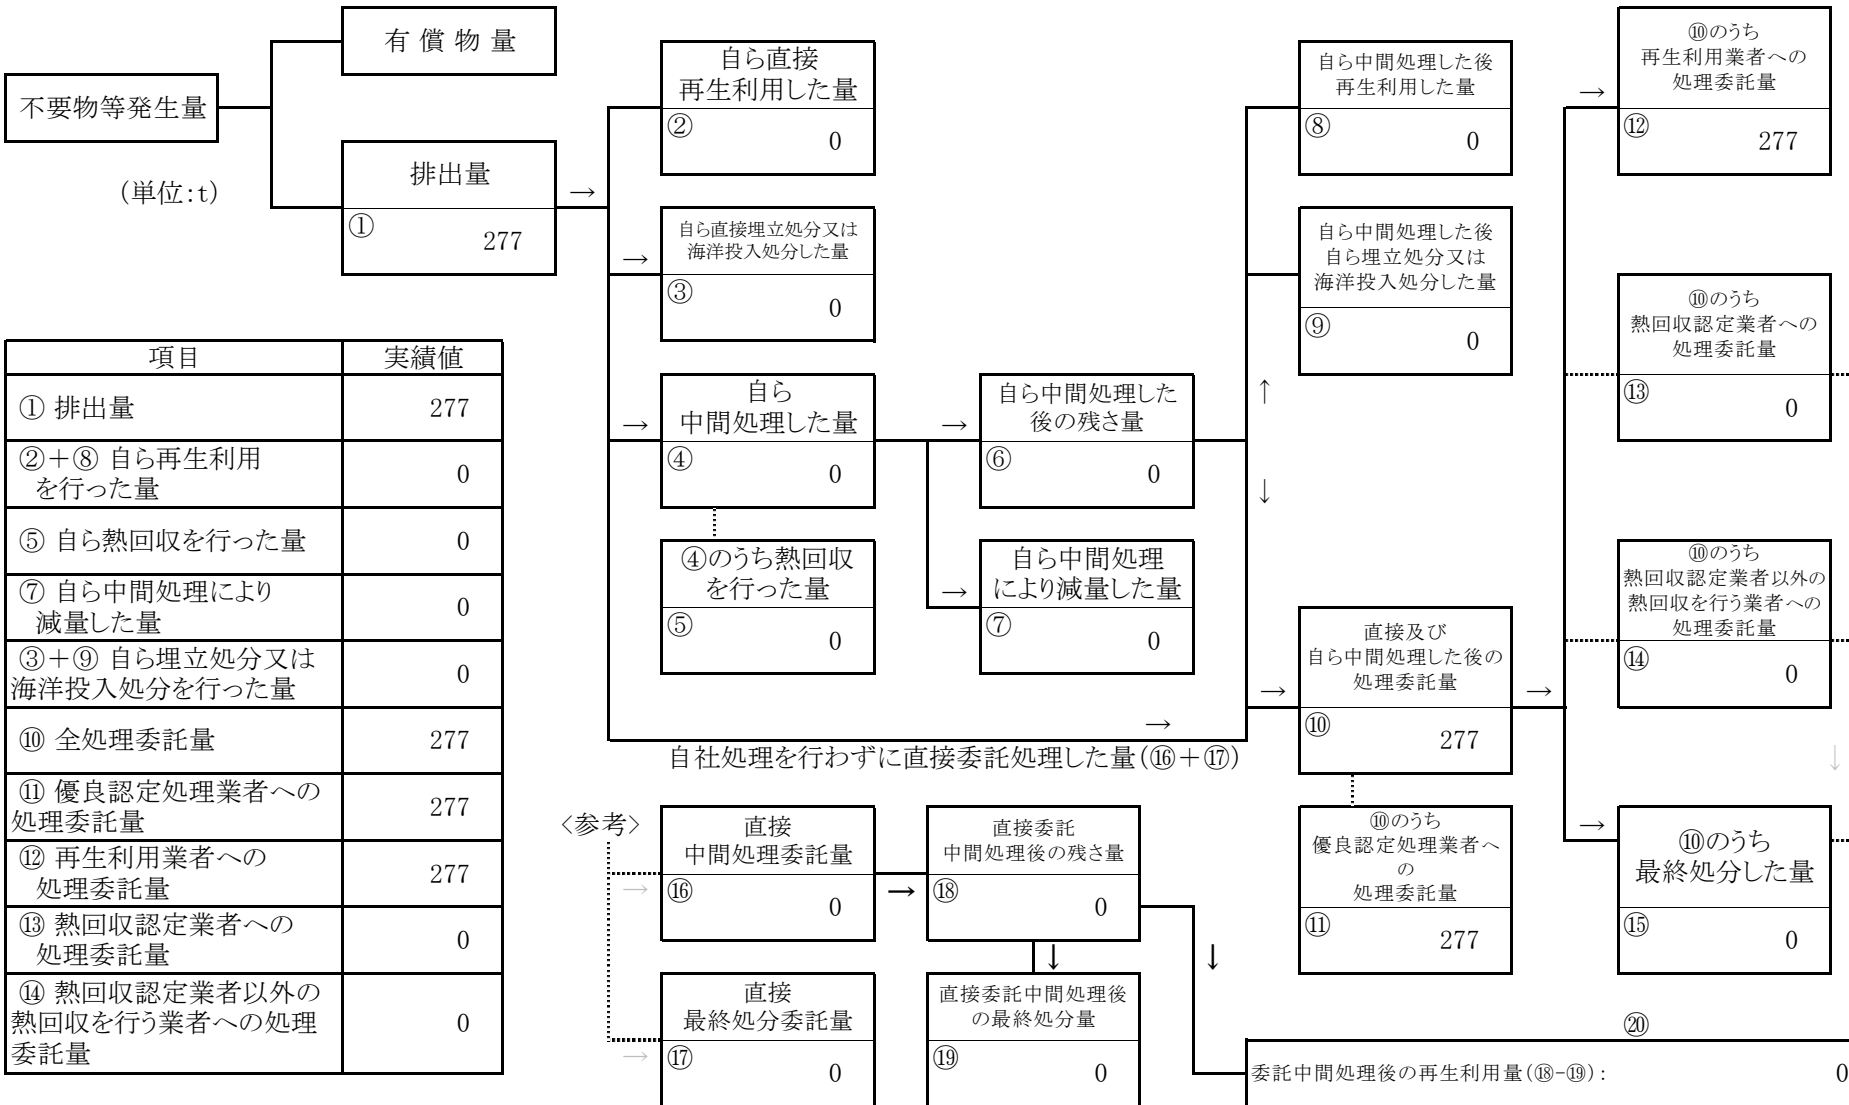 不要物等発生量
(単位:t)
有 償 物 量
排出量
① 277
→
自ら直接
再生利用した量
② 0
→
自ら直接埋立処分又は
海洋投入処分した量
③ 0
→
自ら
中間処理した量
④ 0
④のうち熱回収
を行った量
⑤ 0
→
自ら中間処理した
後の残さ量
⑥ 0
→
自ら中間処理
により減量した量
⑦ 0
→
自社処理を行わずに直接委託処理した量(⑯+⑰)
↑
↓
自ら中間処理した後
再生利用した量
⑧ 0
自ら中間処理した後
自ら埋立処分又は
海洋投入処分した量
⑨ 0
→
直接及び
自ら中間処理した後の
処理委託量
⑩ 277
⑩のうち
優良認定処理業者へ
の
処理委託量
⑪ 277
→
→
⑩のうち
再生利用業者への
処理委託量
⑫ 277
⑩のうち
熱回収認定業者への
処理委託量
⑬ 0
⑩のうち
熱回収認定業者以外の
熱回収を行う業者への
処理委託量
⑭ 0
↓
→
⑩のうち
最終処分した量
⑮ 0
項目 実績値
① 排出量 277
②+⑧ 自ら再生利用
を行った量 0
⑤ 自ら熱回収を行った量 0
⑦ 自ら中間処理により
減量した量 0
③+⑨ 自ら埋立処分又は
海洋投入処分を行った量 0
⑩ 全処理委託量 277
⑪ 優良認定処理業者への
処理委託量 277
⑫ 再生利用業者への
処理委託量 277
⑬ 熱回収認定業者への
処理委託量 0
⑭ 熱回収認定業者以外の
熱回収を行う業者への処理
委託量 0
〈参考〉
→
直接
中間処理委託量
⑯ 0
→
直接委託
中間処理後の残さ量
⑱ 0
↓
↓
→
直接
最終処分委託量
⑰ 0
直接委託中間処理後
の最終処分量
⑲ 0
⑳
委託中間処理後の再生利用量(⑱-⑲): 0